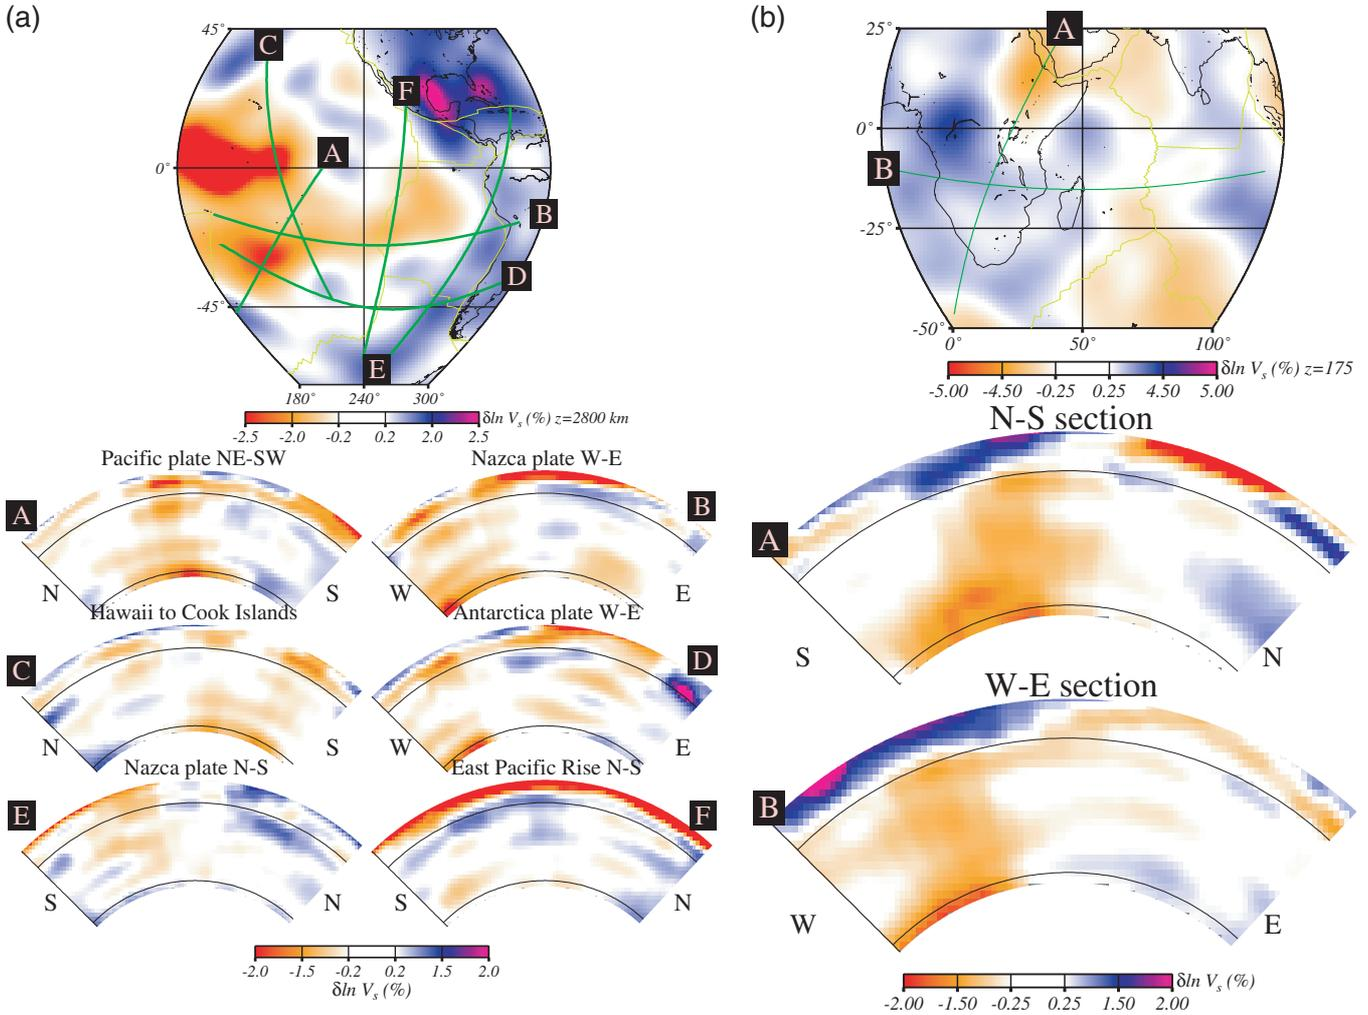 (a)
45°
0°
-45°
C
F
A
B
D
E
180° 240° 300°
-2.5 -2.0 -0.2 0.2 2.0 2.5
δln Vs (%) z=2800 km
Pacific plate NE-SW
A
N S
Nazca plate W-E
B
W E
Hawaii to Cook Islands
C
N S
Antarctica plate W-E
D
W E
Nazca plate N-S
E
S N
East Pacific Rise N-S
F
S N
-2.0 -1.5 -0.2 0.2 1.5 2.0
δln Vs (%)
(b)
25°
0°
-25°
-50°
A
B
0° 50° 100°
-5.00 -4.50 -0.25 0.25 4.50 5.00
δln Vs (%) z=175
N-S section
A
S N
W-E section
B
W E
-2.00 -1.50 -0.25 0.25 1.50 2.00
δln Vs (%)